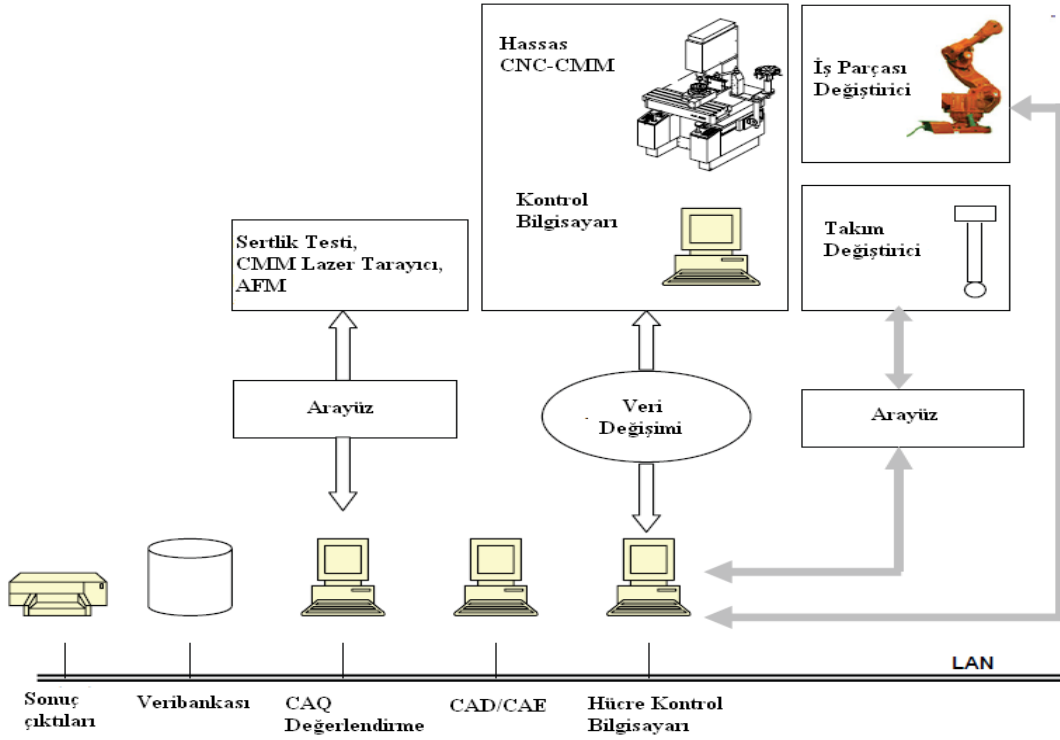 Hassas
CNC-CMM
İş Parçası
Değiştirici
Kontrol
Bilgisayarı
Takım
Değiştirici
Sertlik Testi,
CMM Lazer Tarayıcı,
AFM
Arayüz
Veri
Değişimi
Arayüz
LAN
Sonuç
çıktıları
Veribankası
CAQ
Değerlendirme
CAD/CAE
Hücre Kontrol
Bilgisayarı